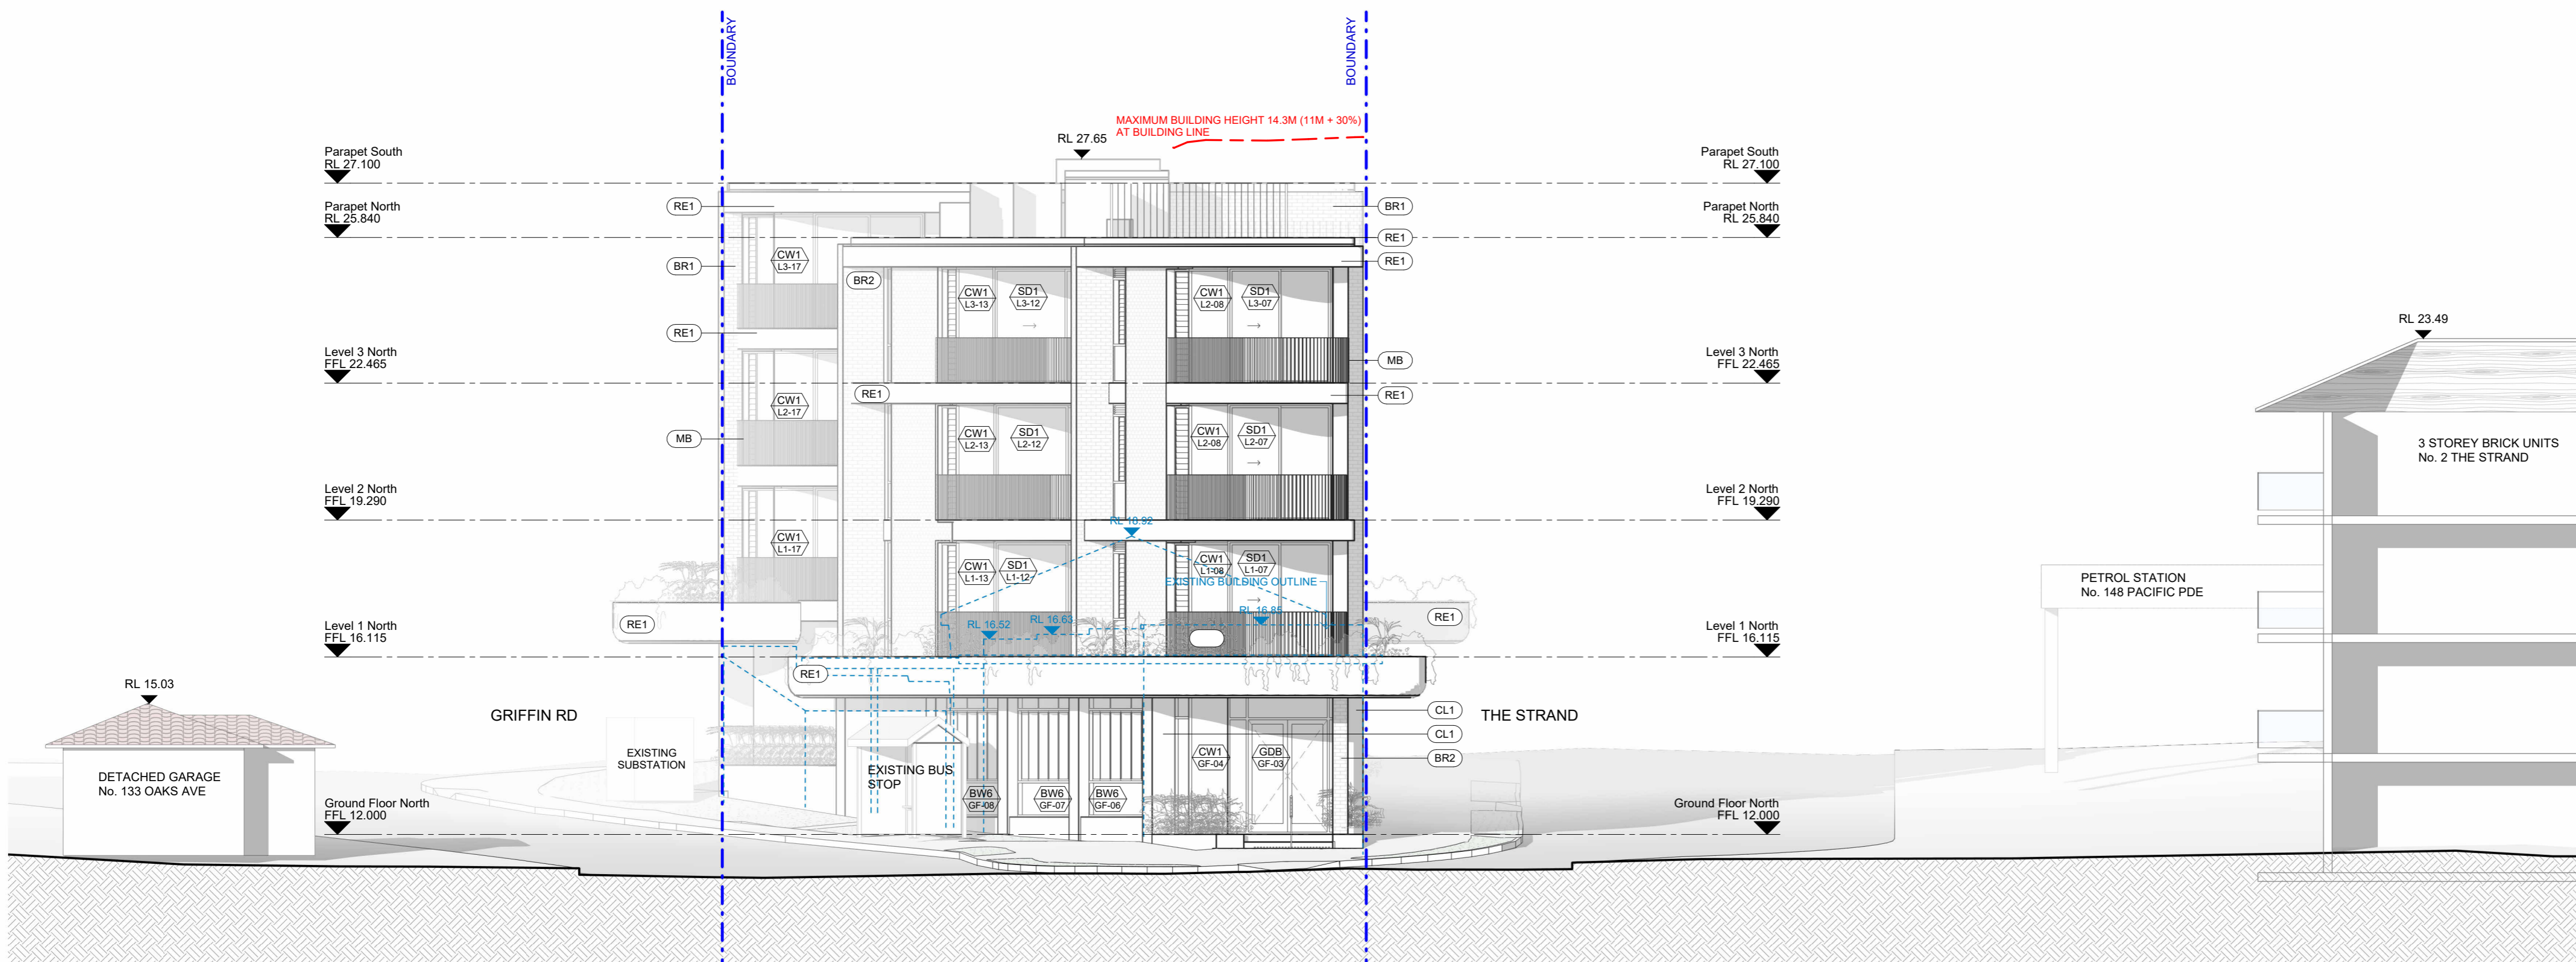 BOUNDARY
BOUNDARY
MAXIMUM BUILDING HEIGHT 14.3M (11M + 30%)
AT BUILDING LINE
RL 27.65
Parapet South
RL 27.100
Parapet South
RL 27.100
Parapet North
RL 25.840
Parapet North
RL 25.840
RE1
BR1
RE1
RE1
BR1
CW1
L3-17
BR2
CW1
L3-13
SD1
L3-12
CW1
L2-08
SD1
L3-07
RL 23.49
RE1
Level 3 North
FFL 22.465
MB
Level 3 North
FFL 22.465
RE1
RE1
CW1
L2-17
MB
CW1
L2-13
SD1
L2-12
CW1
L2-08
SD1
L2-07
3 STOREY BRICK UNITS
No. 2 THE STRAND
Level 2 North
FFL 19.290
Level 2 North
FFL 19.290
RL 18.92
CW1
L1-17
CW1
L1-13
SD1
L1-12
CW1
L1-08
SD1
L1-07
EXISTING BUILDING OUTLINE
PETROL STATION
No. 148 PACIFIC PDE
RL 16.52
RL 16.63
RL 16.85
RE1
RE1
Level 1 North
FFL 16.115
Level 1 North
FFL 16.115
RE1
RL 15.03
GRIFFIN RD
THE STRAND
CL1
CL1
BR2
EXISTING
SUBSTATION
EXISTING BUS
STOP
CW1
GF-04
GDB
GF-03
DETACHED GARAGE
No. 133 OAKS AVE
BW6
GF-08
BW6
GF-07
BW6
GF-06
Ground Floor North
FFL 12.000
Ground Floor North
FFL 12.000